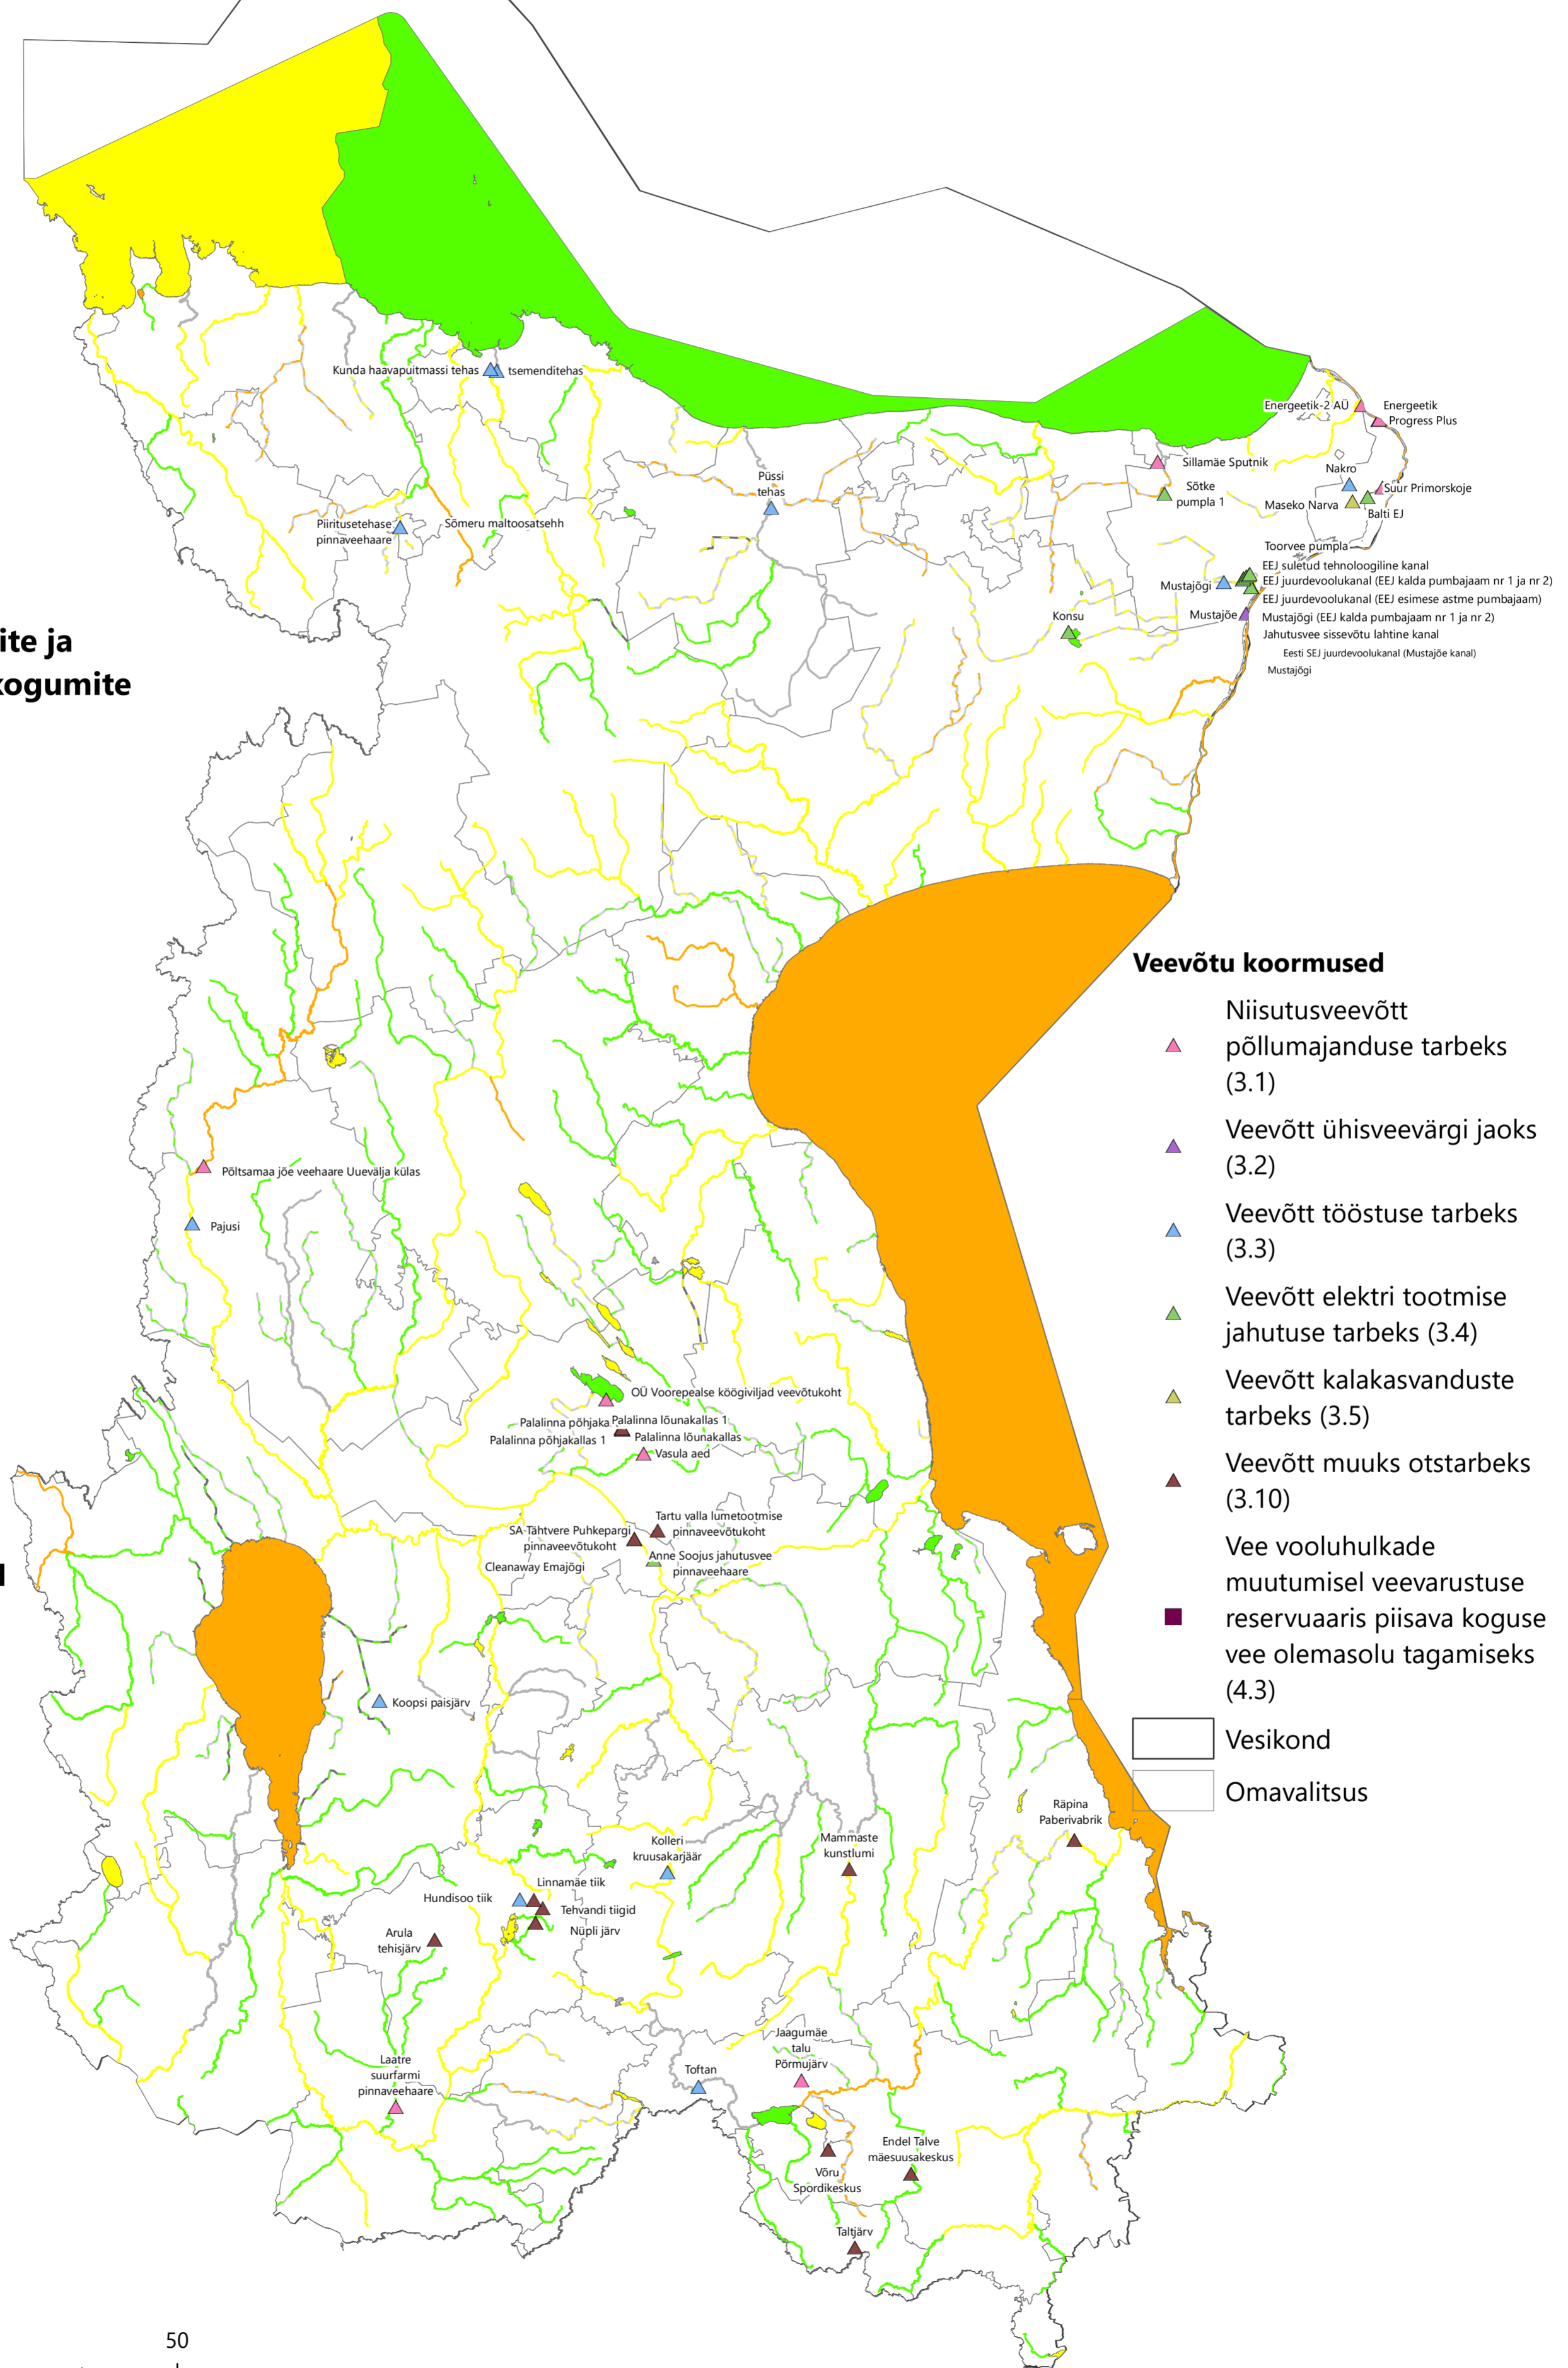 Kunda haavapuitmassi tehas
tsemenditehas
Energeetik-2 AÜ
Energeetik
Progress Plus
Sillamäe Sputnik
Nakro
Püssi
tehas
Sõtke
pumpla 1
Suur Primorskoje
Maseko Narva
Balti EJ
Piiritusetehase
pinnaveehaare
Sõmeru maltoosatsehh
Toorvee pumpla
EEJ suletud tehnoloogiline kanal
EEJ juurdevoolukanal (EEJ kalda pumbajaam nr 1 ja nr 2)
Mustajõgi
EEJ juurdevoolukanal (EEJ esimese astme pumbajaam)
Konsu
Mustajõe
Mustajõgi (EEJ kalda pumbajaam nr 1 ja nr 2)
Jahutusvee sissevõtu lahtine kanal
Eesti SEJ juurdevoolukanal (Mustajõe kanal)
Mustajõgi
ite ja
kogumite
Veevõtu koormused
Niisutusveevõtt
põllumajanduse tarbeks
(3.1)
Veevõtt ühisveevärgi jaoks
(3.2)
Veevõtt tööstuse tarbeks
(3.3)
Veevõtt elektri tootmise
jahutuse tarbeks (3.4)
Veevõtt kalakasvanduste
tarbeks (3.5)
Veevõtt muuks otstarbeks
(3.10)
Vee vooluhulkade
muutumisel veevarustuse
reservuaaris piisava koguse
vee olemasolu tagamiseks
(4.3)
Vesikond
Omavalitsus
Põltsamaa jõe veehaare Uuevälja külas
Pajusi
OÜ Voorepealse köögiviljad veevõtukoht
Palalinna põhjaka
Palalinna lõunakallas 1
Palalinna põhjakallas 1
Palalinna lõunakallas
Vasula aed
Tartu valla lumetootmise
pinnaveevõtukoht
SA Tähtvere Puhkepargi
pinnaveevõtukoht
Anne Soojus jahutusvee
pinnaveehaare
Cleanaway Emajõgi
Koopsi paisjärv
Räpina
Paberivabrik
Kolleri
kruusakarjäär
Mammaste
kunstlumi
Linnamäe tiik
Hundisoo tiik
Tehvandi tiigid
Nüpli järv
Arula
tehisjärv
Jaagumäe
talu
Põrmujärv
Laatre
suurfarmi
pinnaveehaare
Toftan
Endel Talve
mäesuusakeskus
Võru
Spordikeskus
Taltjärv
50